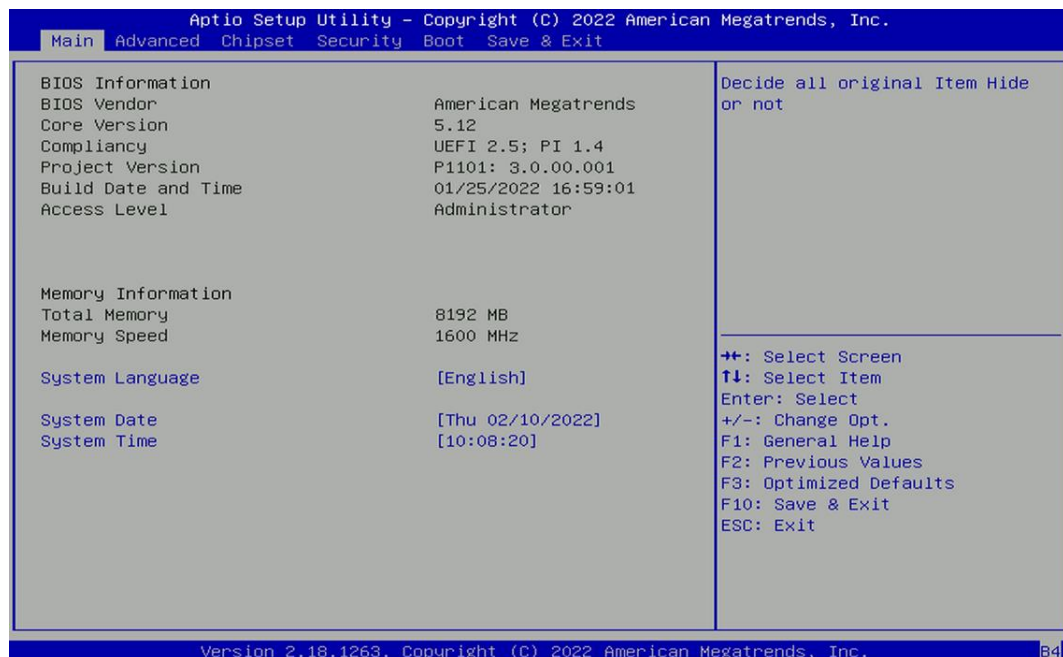 Aptio Setup Utility – Copyright (C) 2022 American Megatrends, Inc.
Main Advanced Chipset Security Boot Save & Exit
BIOS Information
BIOS Vendor American Megatrends
Core Version 5.12
Compliancy UEFI 2.5; PI 1.4
Project Version P1101: 3.0.00.001
Build Date and Time 01/25/2022 16:59:01
Access Level Administrator
Memory Information
Total Memory 8192 MB
Memory Speed 1600 MHz
System Language [English]
System Date [Thu 02/10/2022]
System Time [10:08:20]
Decide all original Item Hide
or not
→←: Select Screen
↑↓: Select Item
Enter: Select
+/-: Change Opt.
F1: General Help
F2: Previous Values
F3: Optimized Defaults
F10: Save & Exit
ESC: Exit
Version 2.18.1263. Copyright (C) 2022 American Megatrends, Inc.